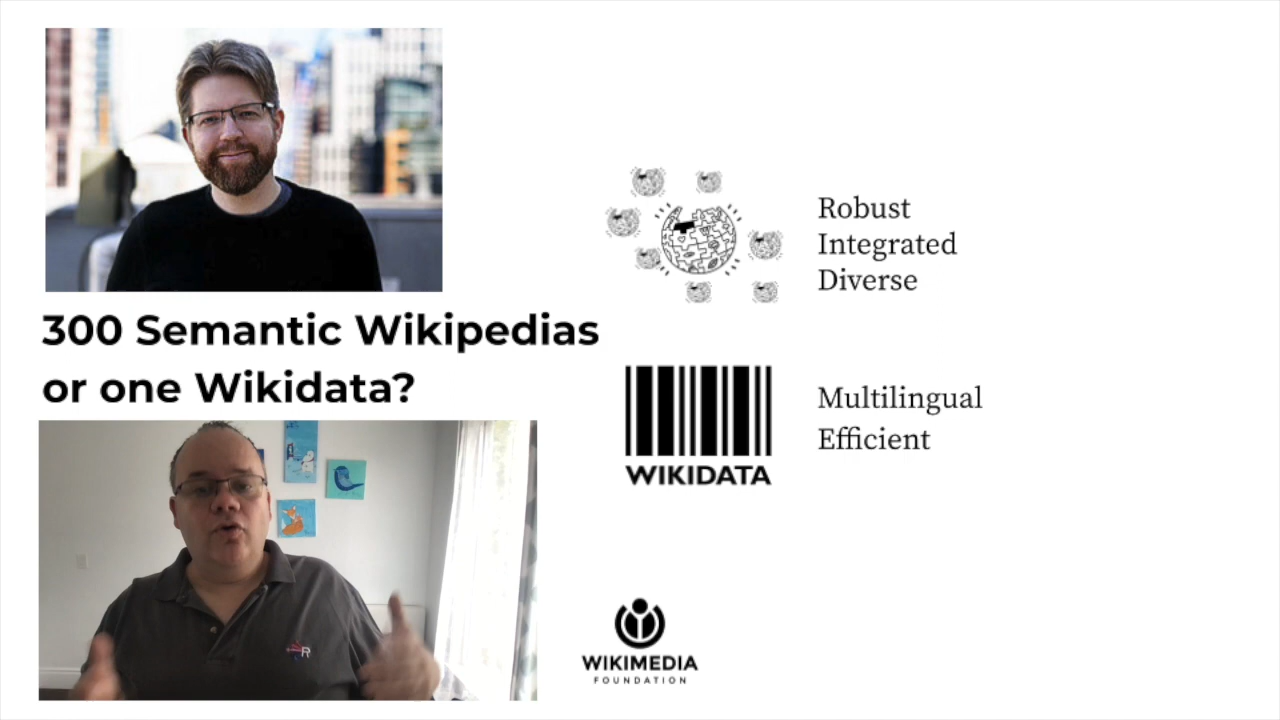 300 Semantic Wikipedias
or one Wikidata?
Robust
Integrated
Diverse
WIKIDATA
Multilingual
Efficient
R
WIKIMEDIA
FOUNDATION